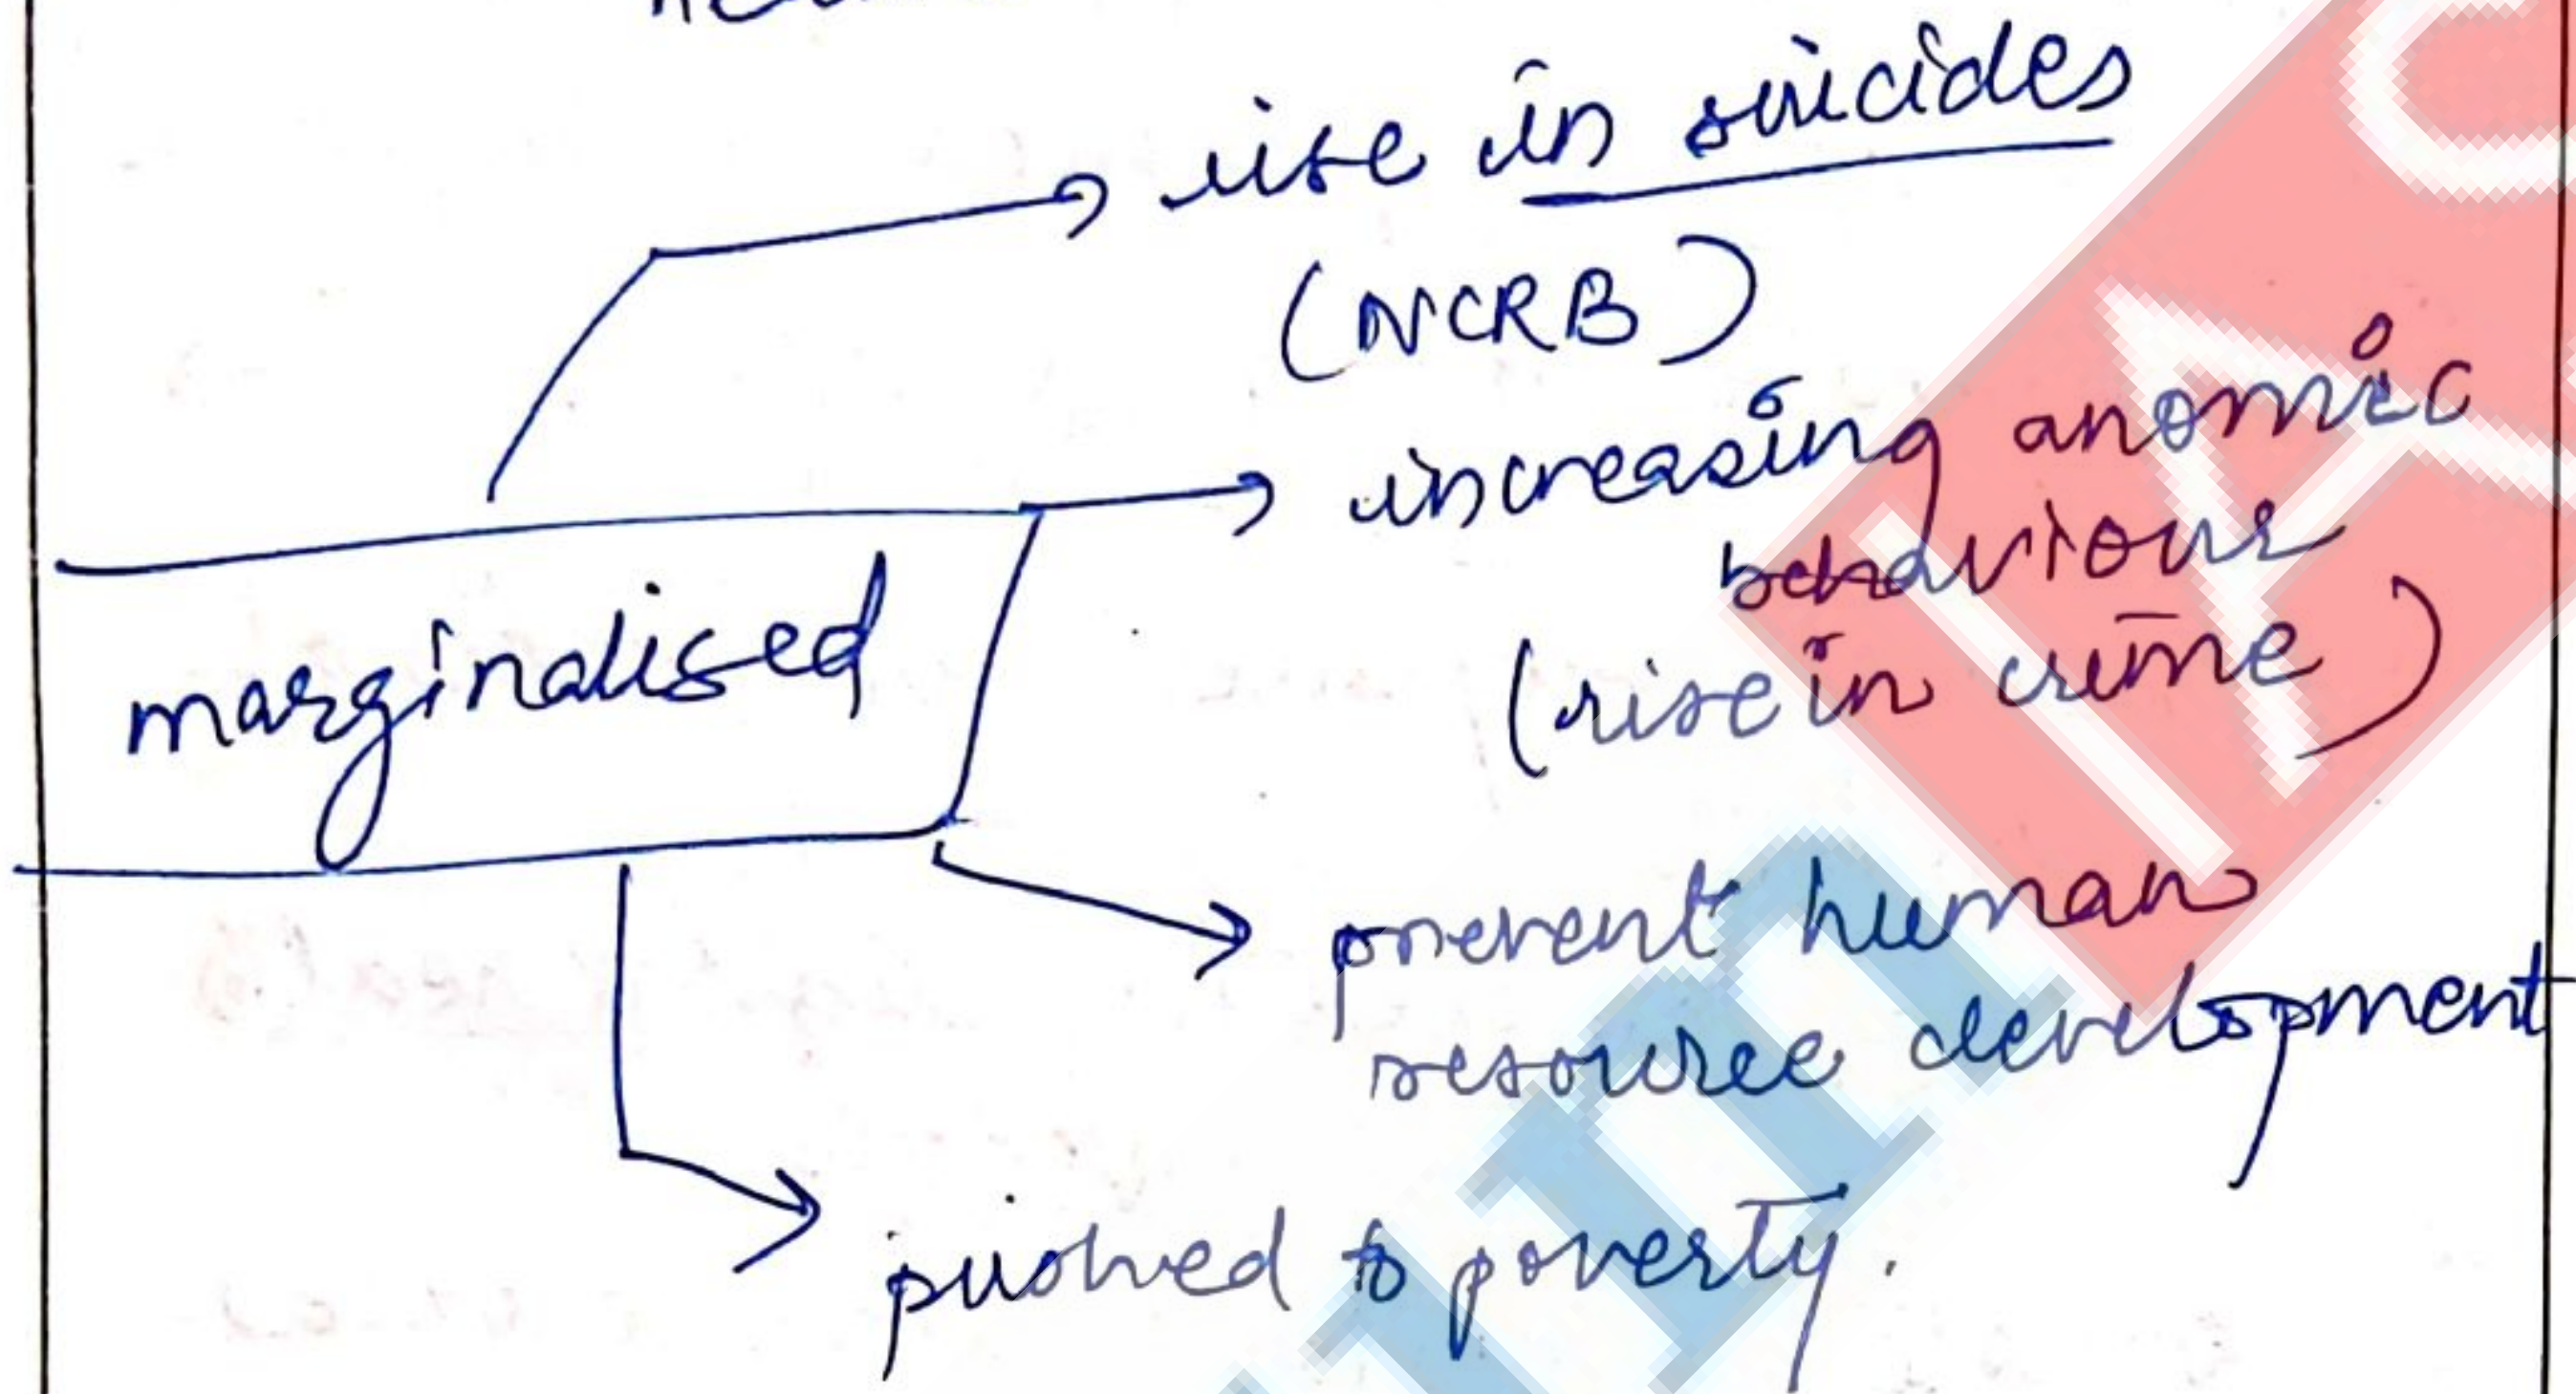 rise in suicides
(NCRB)
increasing anomic
behaviour
(rise in crime)
marginalised
prevent human
resource development
pushed to poverty.